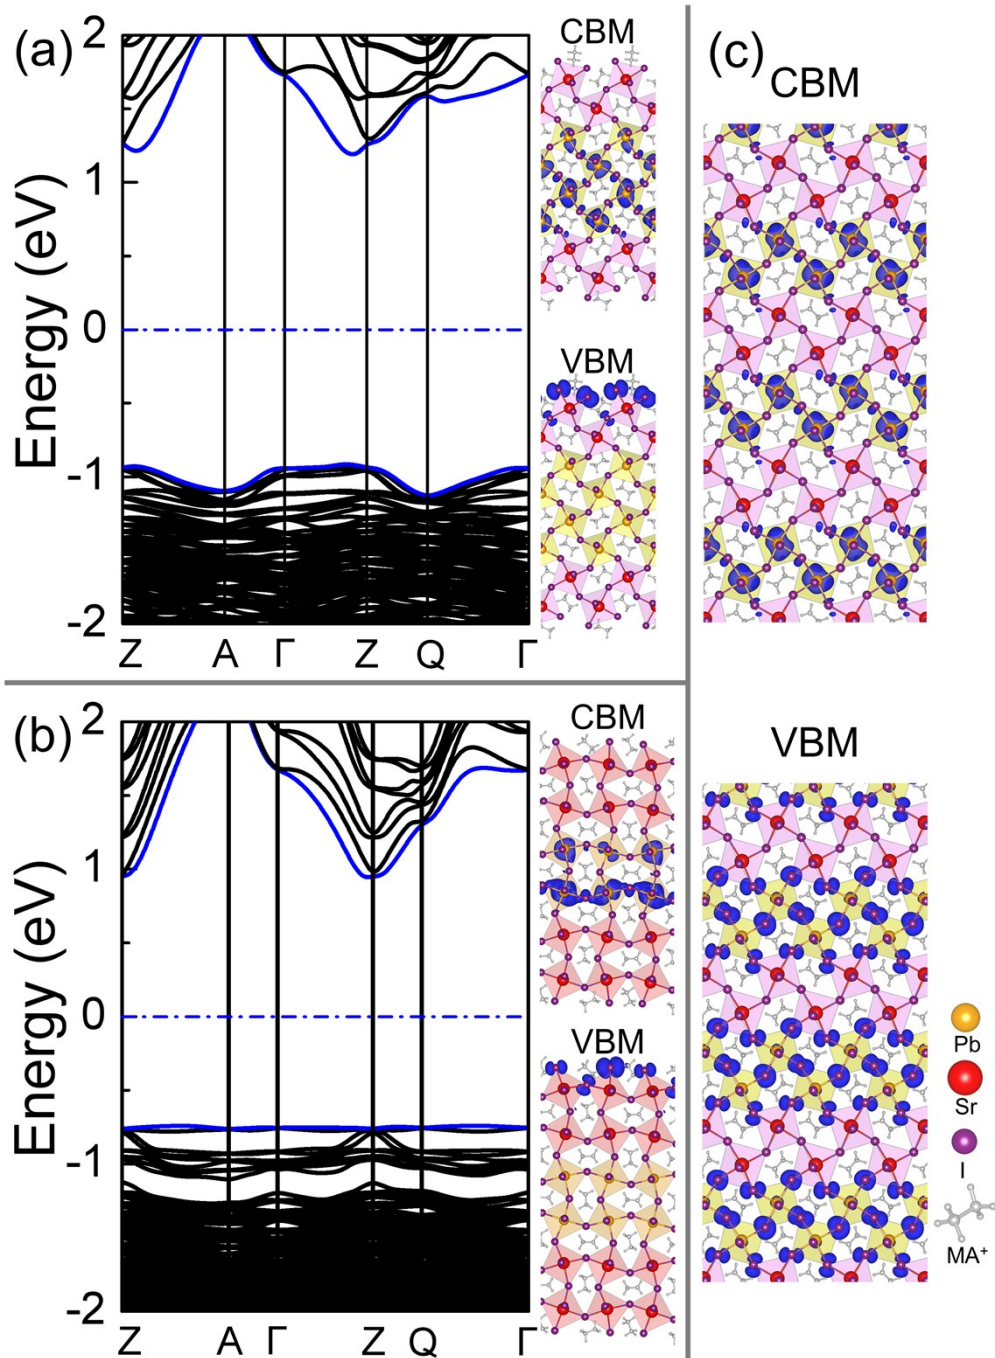 (a)
Energy (eV)
2
1
0
-1
-2
Z A Γ Z Q Γ
CBM
VBM
(b)
Energy (eV)
2
1
0
-1
-2
Z A Γ Z Q Γ
CBM
VBM
(c)
CBM
VBM
Pb
Sr
I
MA⁺